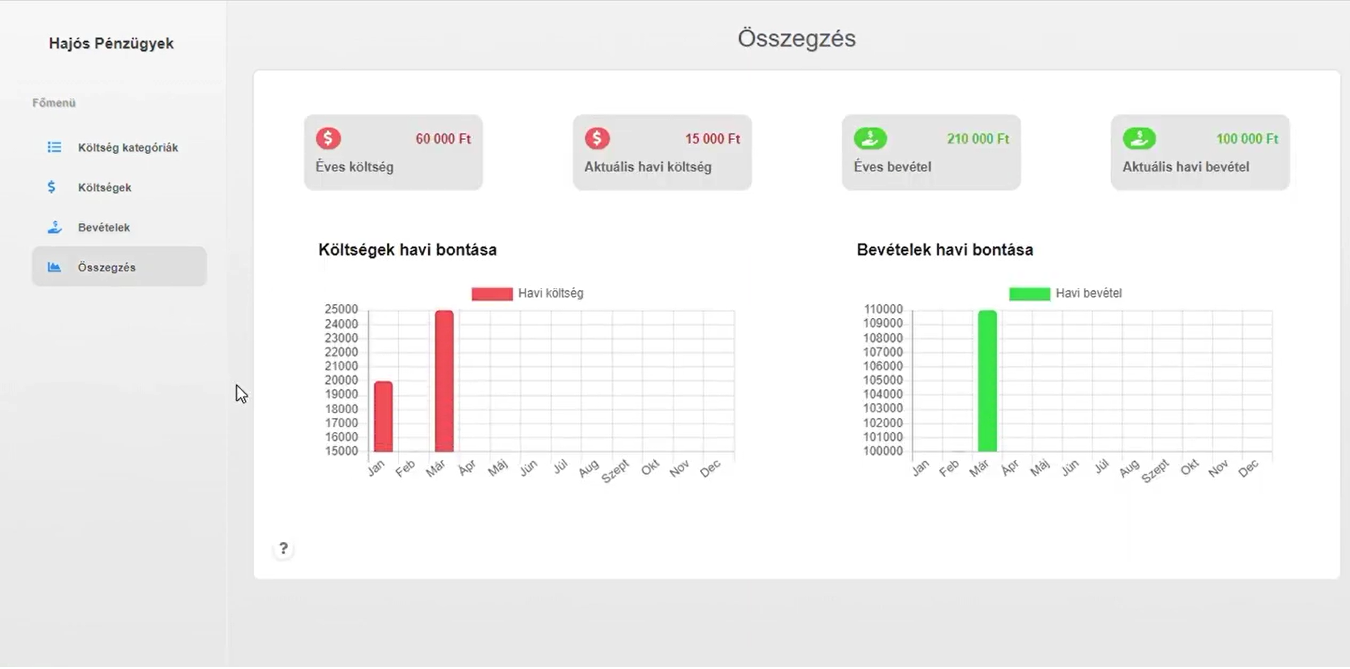 Hajós Pénzügyek
Főmenü
Költség kategóriák
Költségek
Bevételek
Összegzés
Összegzés
60 000 Ft
Éves költség
15 000 Ft
Aktuális havi költség
210 000 Ft
Éves bevétel
100 000 Ft
Aktuális havi bevétel
Költségek havi bontása
Havi költség
25000
24000
23000
22000
21000
20000
19000
18000
17000
16000
15000
Jan Feb Már Ápr Máj Jún Júl Aug Szept Okt Nov Dec
Bevételek havi bontása
Havi bevétel
110000
109000
108000
107000
106000
105000
104000
103000
102000
101000
100000
Jan Feb Már Ápr Máj Jún Júl Aug Szept Okt Nov Dec
?